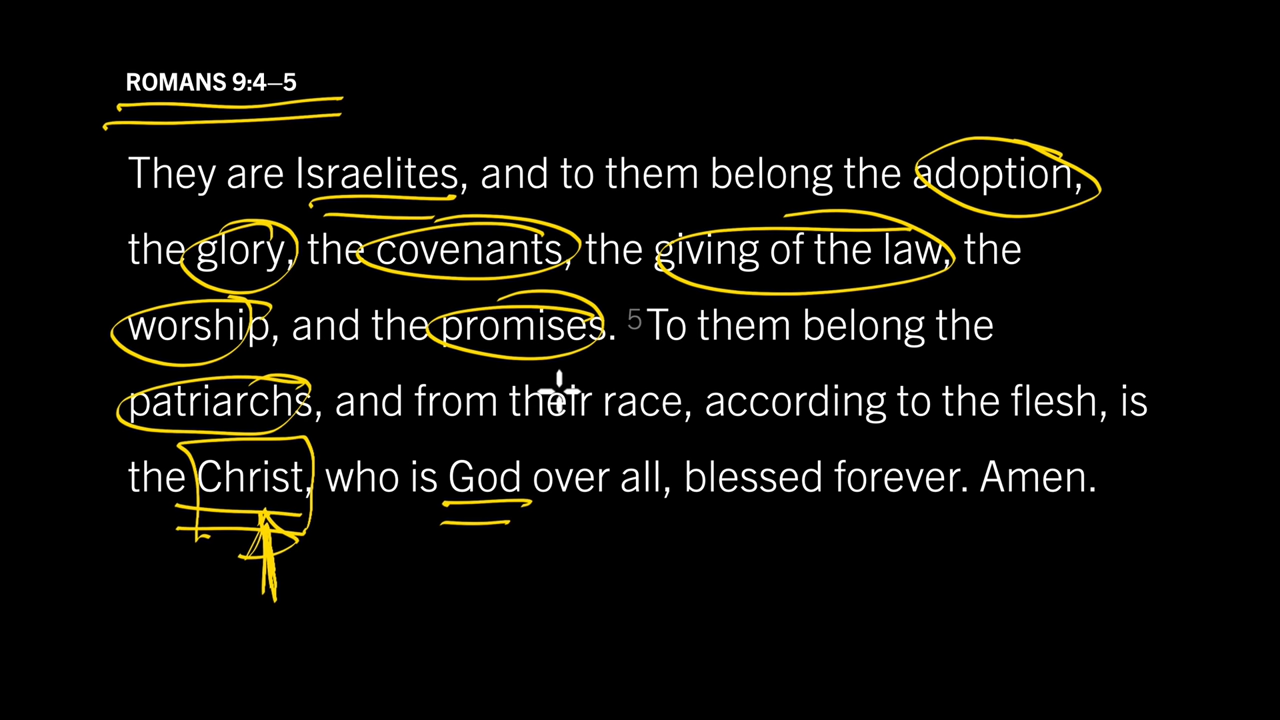 ROMANS 9:4–5
They are Israelites, and to them belong the adoption,
the glory, the covenants, the giving of the law, the
worship, and the promises. 5 To them belong the
patriarchs, and from their race, according to the flesh, is
the Christ, who is God over all, blessed forever. Amen.